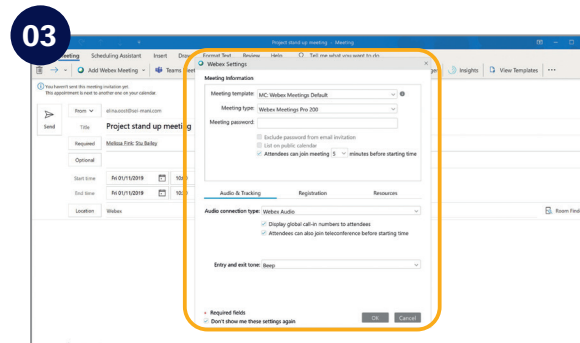 03
Project stand up meeting - Meeting
Meeting Scheduling Assistant Insert Draw Format Text Review Help Tell me what you want to do
Add Webex Meeting Teams Meet Insights View Templates
You haven't sent this meeting invitation yet.
This appointment is next to another one on your calendar.
Send
From elina.oost@sei-mani.com
Title Project stand up meeting
Required Melissa Fink; Stu Bailey
Optional
Start time Fri 01/11/2019
End time Fri 01/11/2019
Location Webex Room Find
Webex Settings
Meeting Information
Meeting template: MC: Webex Meetings Default
Meeting type: Webex Meetings Pro 200
Meeting password:
Exclude password from email invitation
List on public calendar
Attendees can join meeting 5 minutes before starting time
Audio & Tracking Registration Resources
Audio connection type: Webex Audio
Display global call-in numbers to attendees
Attendees can also join teleconference before starting time
Entry and exit tone: Beep
Required fields
Don't show me these settings again
OK Cancel